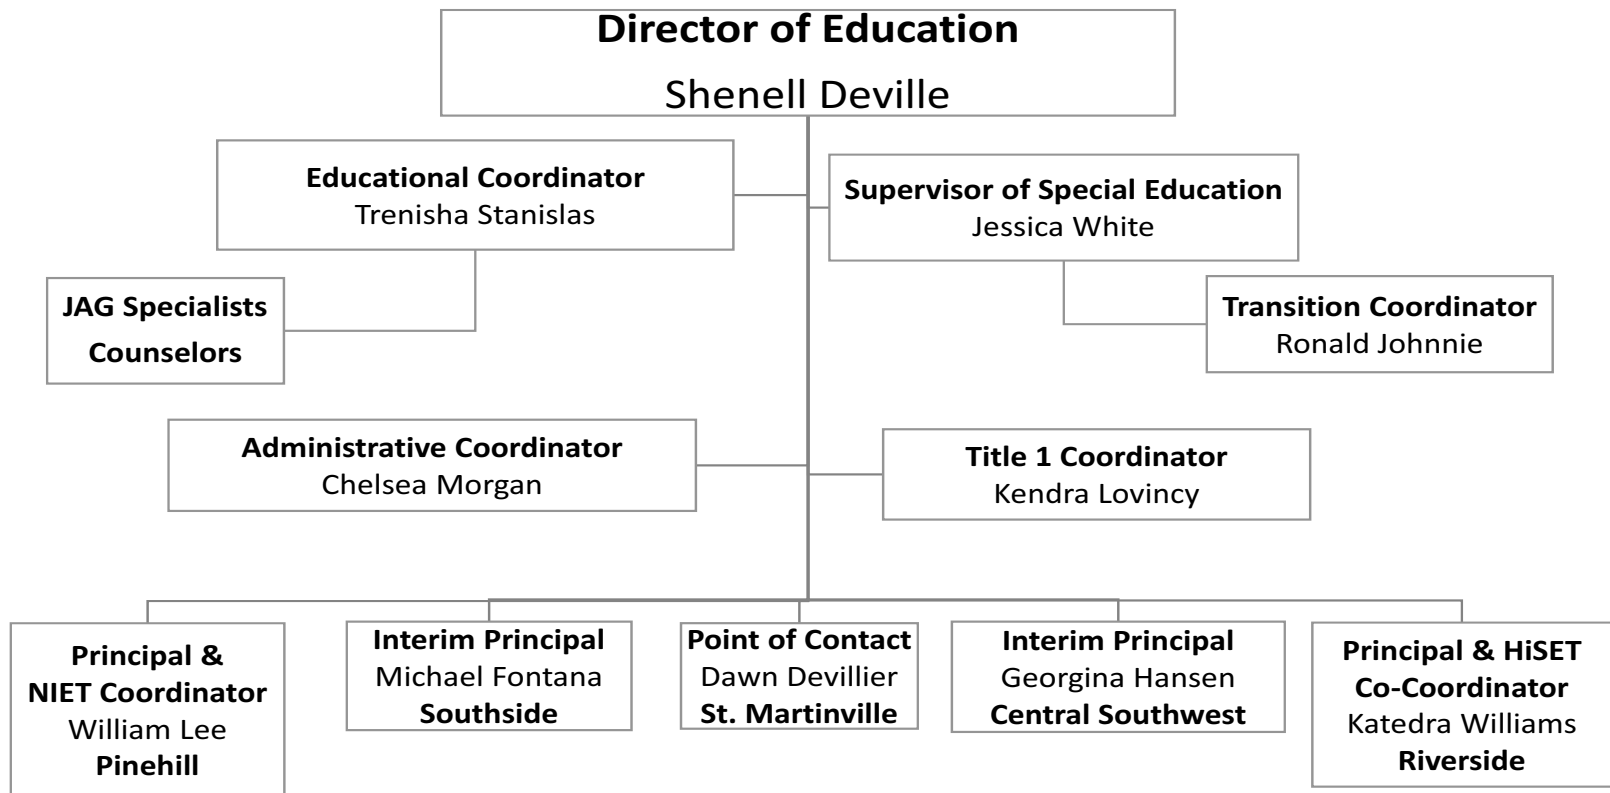 Director of Education
Shenell Deville
Educational Coordinator
Trenisha Stanislas
Supervisor of Special Education
Jessica White
JAG Specialists
Counselors
Transition Coordinator
Ronald Johnnie
Administrative Coordinator
Chelsea Morgan
Title 1 Coordinator
Kendra Lovincy
Principal &
NIET Coordinator
William Lee
Pinehill
Interim Principal
Michael Fontana
Southside
Point of Contact
Dawn Devillier
St. Martinville
Interim Principal
Georgina Hansen
Central Southwest
Principal & HiSET
Co-Coordinator
Katedra Williams
Riverside